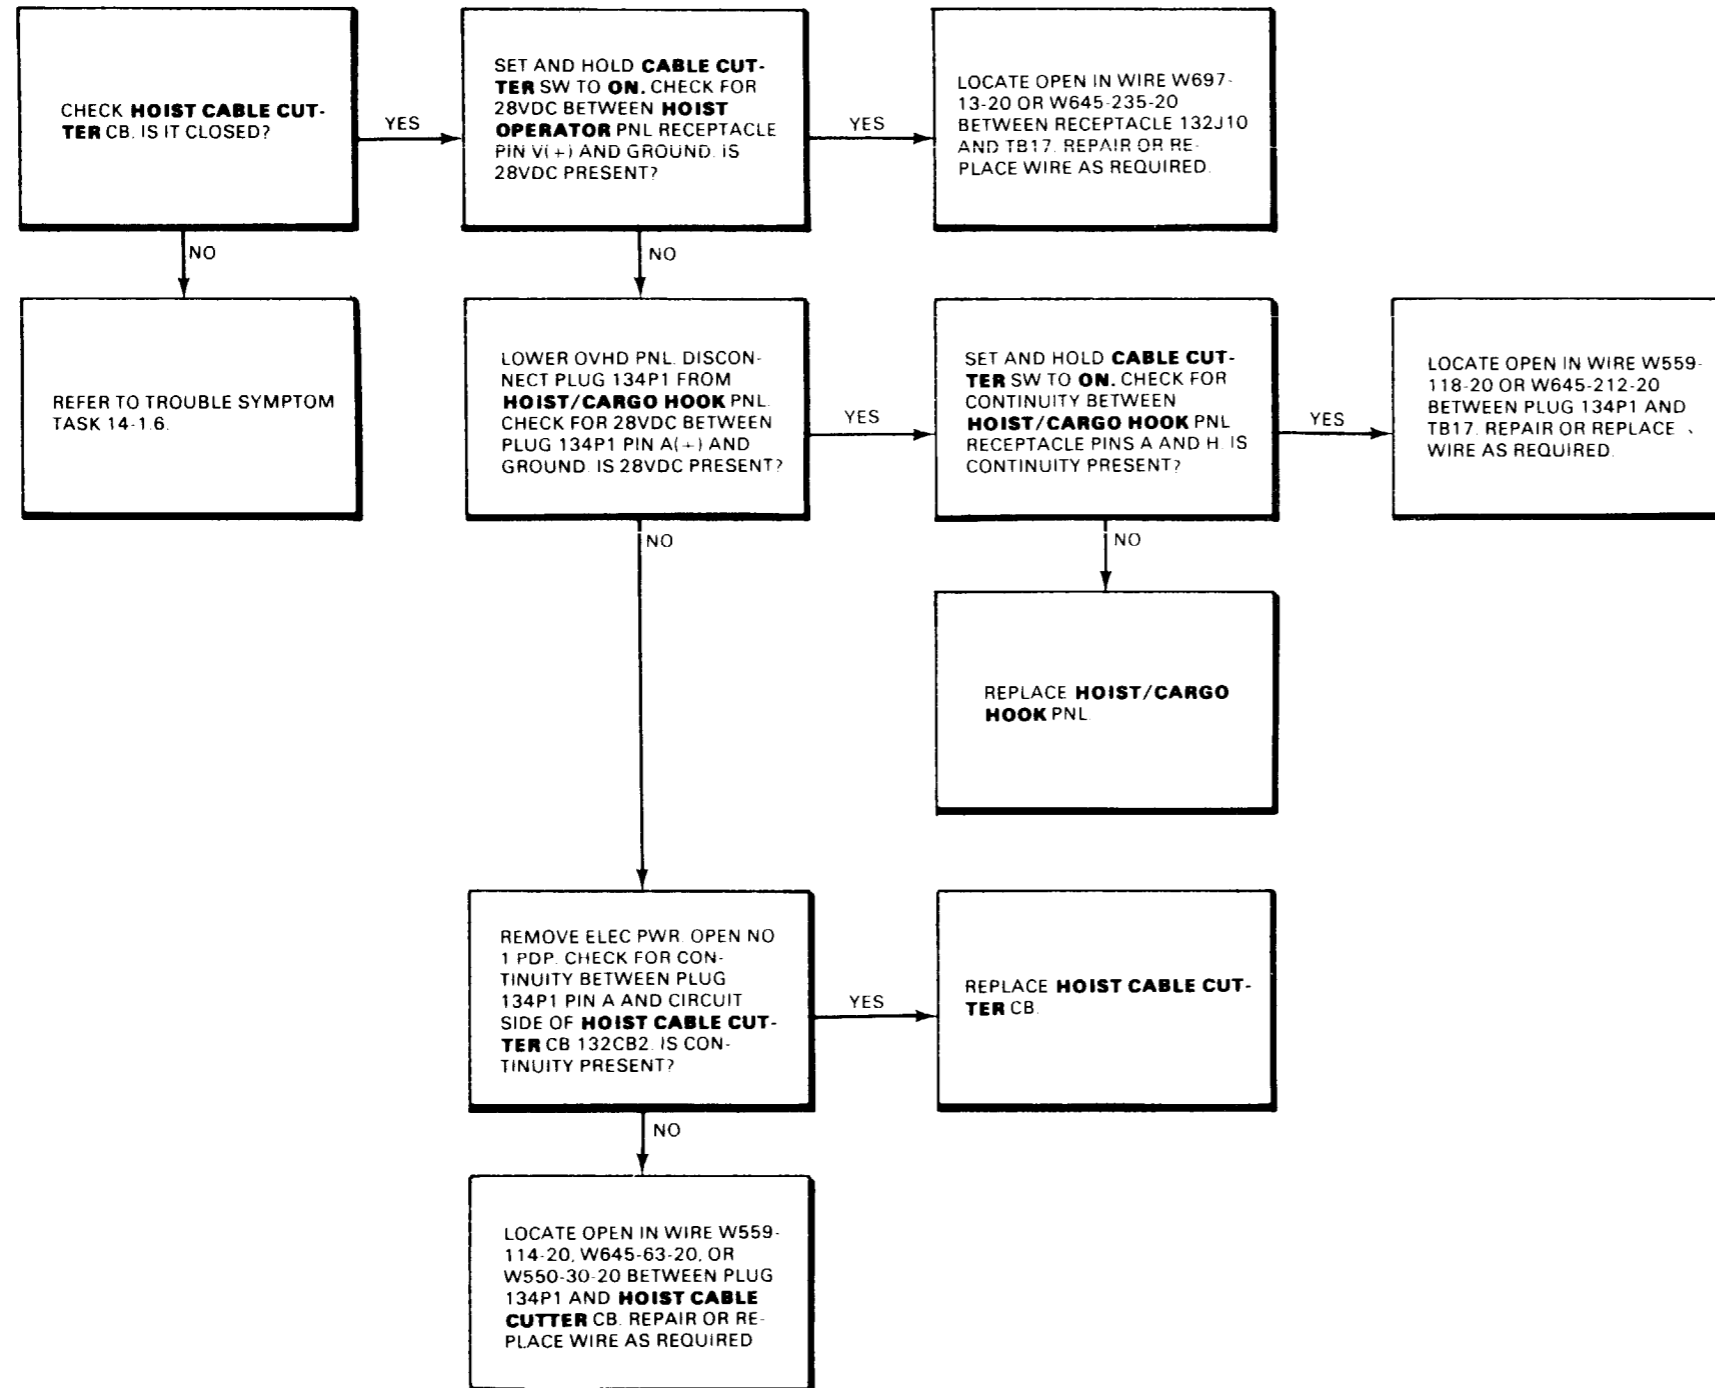 CHECK HOIST CABLE CUT-
TER CB. IS IT CLOSED?
YES
NO
SET AND HOLD CABLE CUT-
TER SW TO ON. CHECK FOR
28VDC BETWEEN HOIST
OPERATOR PNL RECEPTACLE
PIN V(+) AND GROUND. IS
28VDC PRESENT?
YES
NO
LOCATE OPEN IN WIRE W697-
13-20 OR W645-235-20
BETWEEN RECEPTACLE 132J10
AND TB17. REPAIR OR RE-
PLACE WIRE AS REQUIRED.
REFER TO TROUBLE SYMPTOM
TASK 14-1.6.
LOWER OVHD PNL. DISCON-
NECT PLUG 134P1 FROM
HOIST/CARGO HOOK PNL.
CHECK FOR 28VDC BETWEEN
PLUG 134P1 PIN A(+) AND
GROUND. IS 28VDC PRESENT?
YES
NO
SET AND HOLD CABLE CUT-
TER SW TO ON. CHECK FOR
CONTINUITY BETWEEN
HOIST/CARGO HOOK PNL
RECEPTACLE PINS A AND H. IS
CONTINUITY PRESENT?
YES
NO
LOCATE OPEN IN WIRE W559-
118-20 OR W645-212-20
BETWEEN PLUG 134P1 AND
TB17. REPAIR OR REPLACE
WIRE AS REQUIRED.
REPLACE HOIST/CARGO
HOOK PNL.
REMOVE ELEC PWR. OPEN NO
1 PDP. CHECK FOR CON-
TINUITY BETWEEN PLUG
134P1 PIN A AND CIRCUIT
SIDE OF HOIST CABLE CUT-
TER CB 132CB2. IS CON-
TINUITY PRESENT?
YES
NO
REPLACE HOIST CABLE CUT-
TER CB.
LOCATE OPEN IN WIRE W559-
114-20, W645-63-20, OR
W550-30-20 BETWEEN PLUG
134P1 AND HOIST CABLE
CUTTER CB. REPAIR OR RE-
PLACE WIRE AS REQUIRED